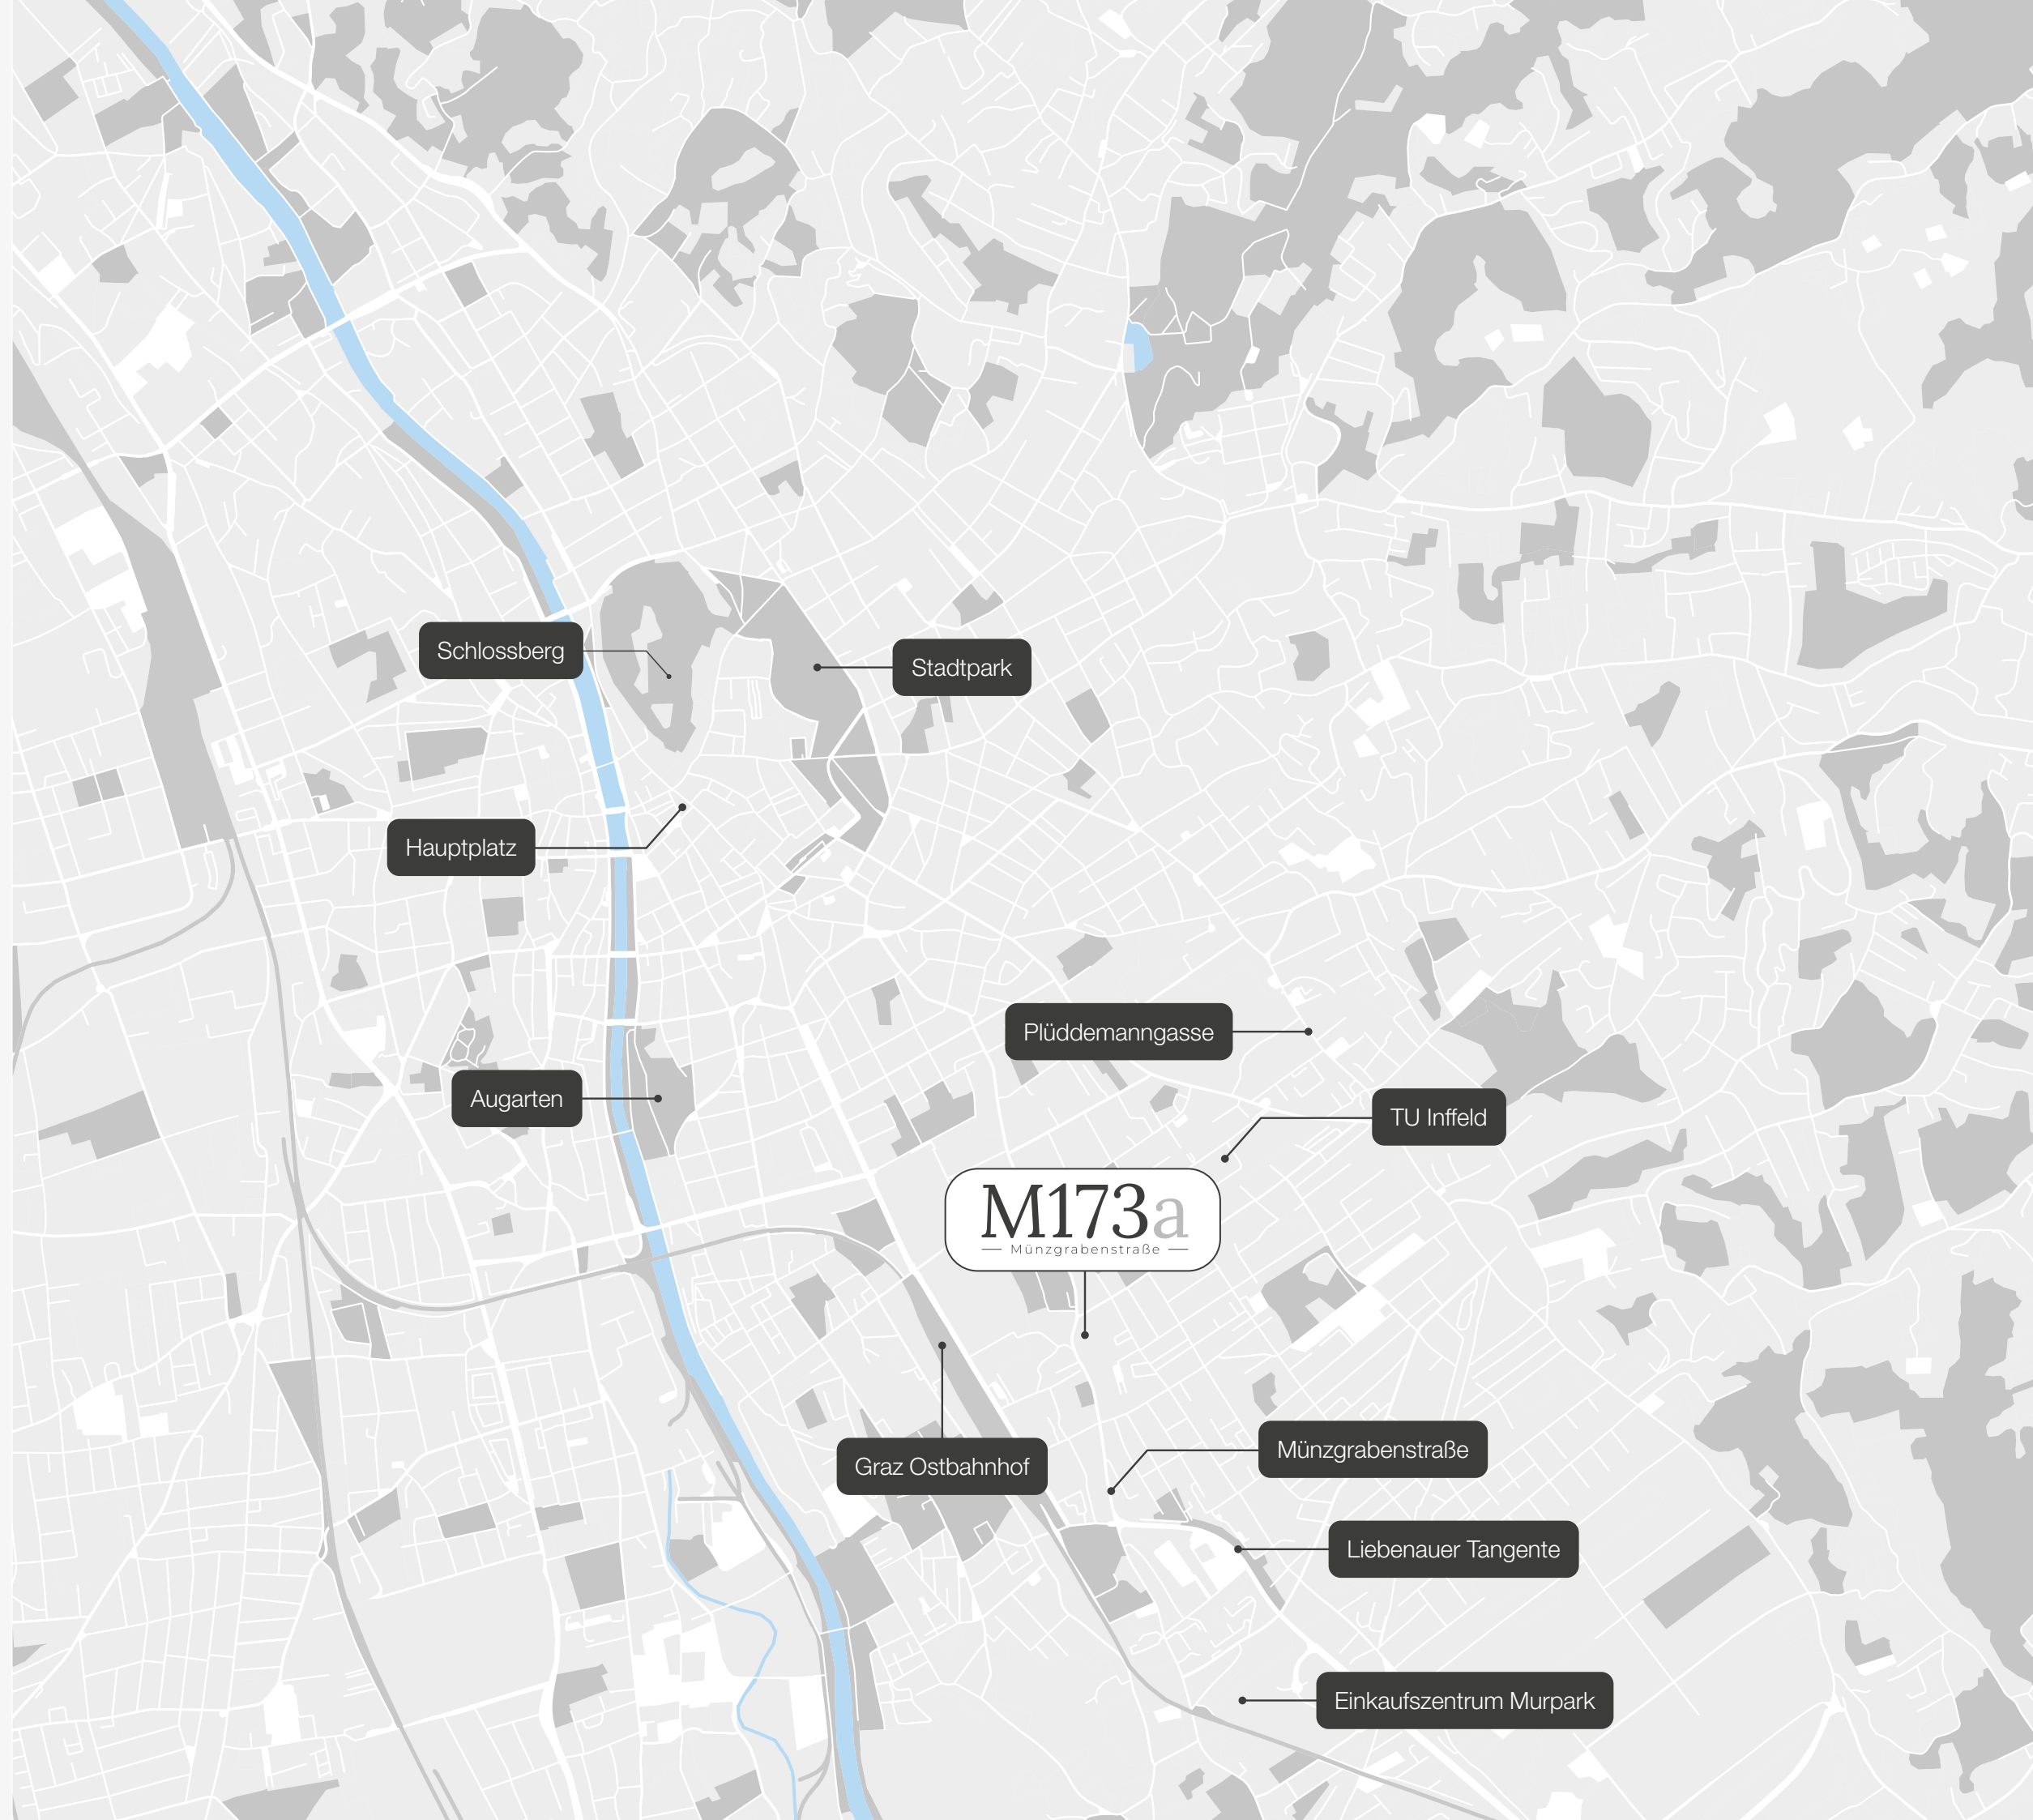 Schlossberg
Stadtpark
Hauptplatz
Plüddemanngasse
Augarten
TU Inffeld
M173a
Münzgrabenstraße
Münzgrabenstraße
Graz Ostbahnhof
Liebenauer Tangente
Einkaufszentrum Murpark